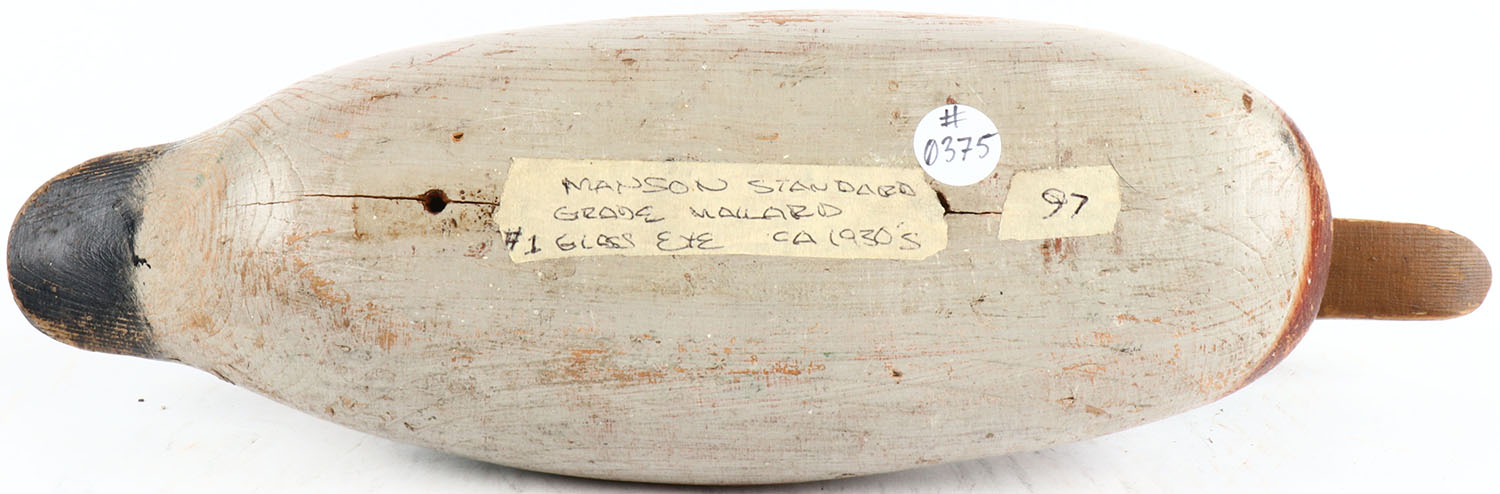 #
0375
MANSON STANDARD
GRADE MALLARD
#1 GLASS EYE CA 1930'S
97